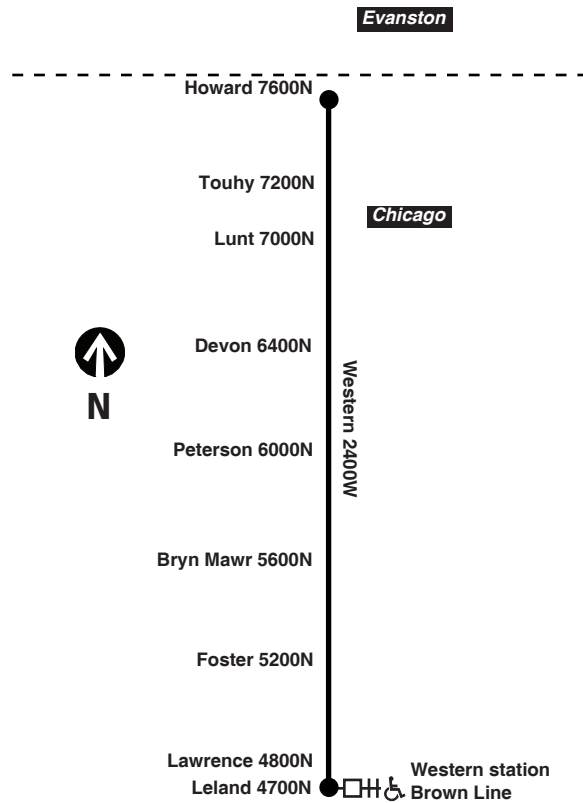 Evanston
Howard 7600N
Touhy 7200N
Chicago
Lunt 7000N
Devon 6400N
N
Western 2400W
Peterson 6000N
Bryn Mawr 5600N
Foster 5200N
Lawrence 4800N
Leland 4700N
Western station
Brown Line